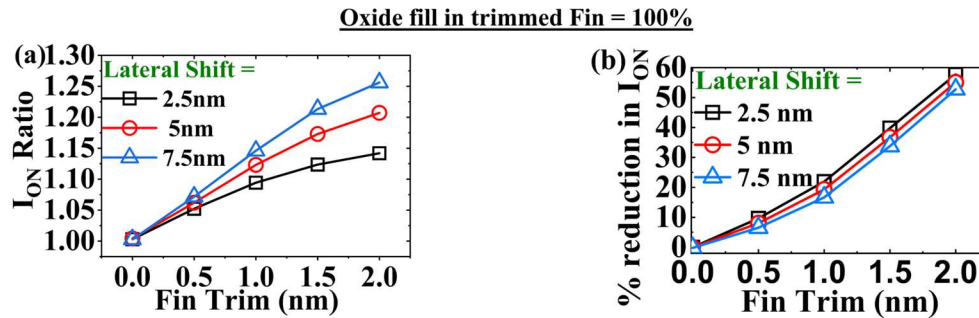 Oxide fill in trimmed Fin = 100%
(a)
I_ON Ratio
1.30
1.25
1.20
1.15
1.10
1.05
1.00
Lateral Shift =
2.5nm
5nm
7.5nm
0.0 0.5 1.0 1.5 2.0
Fin Trim (nm)
(b)
% reduction in I_ON
60
50
40
30
20
10
0
Lateral Shift =
2.5 nm
5 nm
7.5 nm
0.0 0.5 1.0 1.5 2.0
Fin Trim (nm)